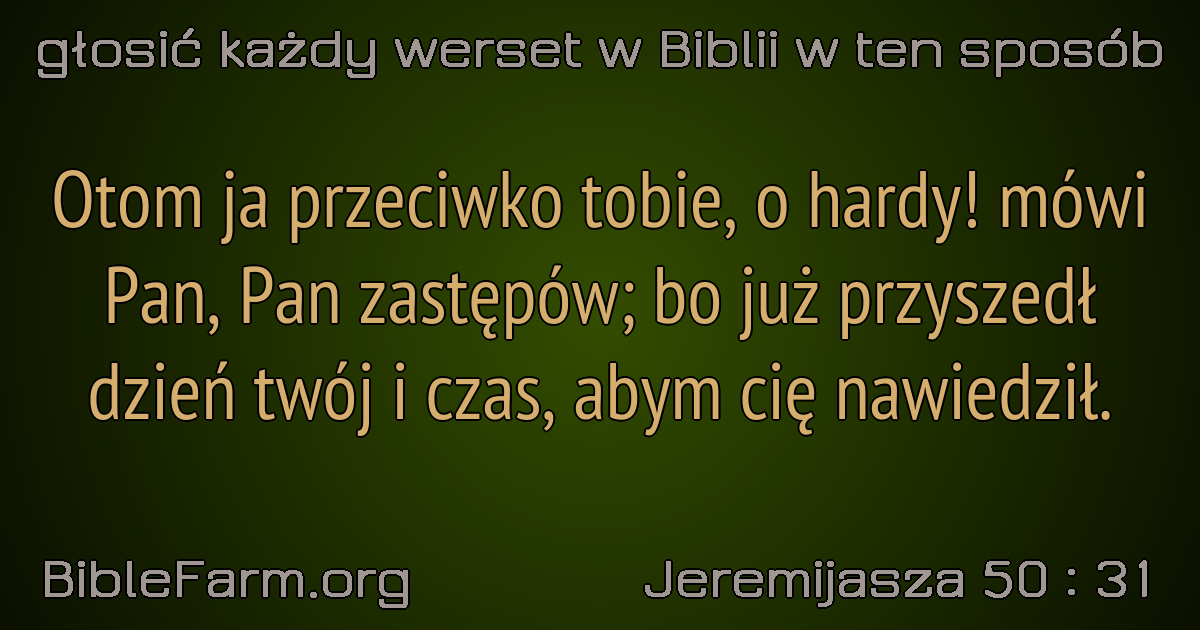 głosić każdy werset w Biblii w ten sposób
Otom ja przeciwko tobie, o hardy! mówi
Pan, Pan zastępów; bo już przyszedł
dzień twój i czas, abym cię nawiedził.
BibleFarm.org
Jeremijasza 50 : 31